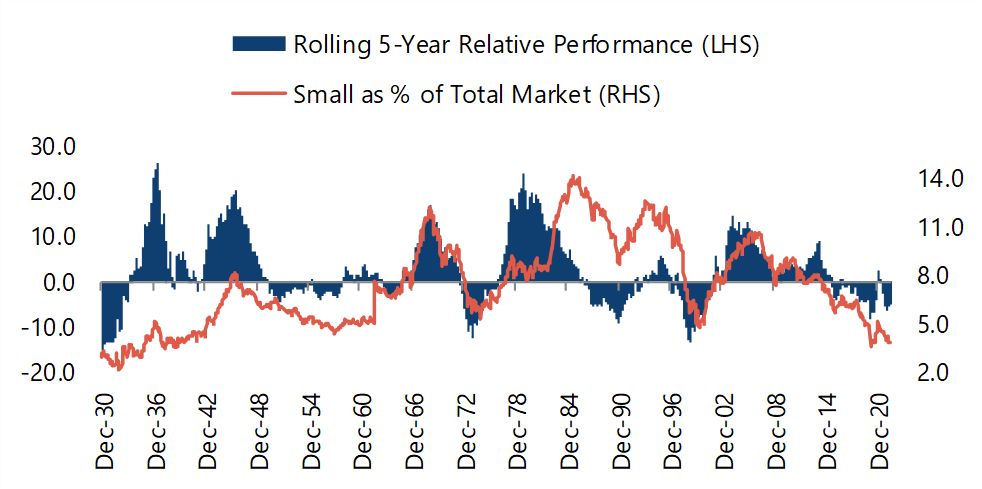 Rolling 5-Year Relative Performance (LHS)
Small as % of Total Market (RHS)
30.0
20.0
10.0
0.0
-10.0
-20.0
14.0
11.0
8.0
5.0
2.0
Dec-30
Dec-36
Dec-42
Dec-48
Dec-54
Dec-60
Dec-66
Dec-72
Dec-78
Dec-84
Dec-90
Dec-96
Dec-02
Dec-08
Dec-14
Dec-20